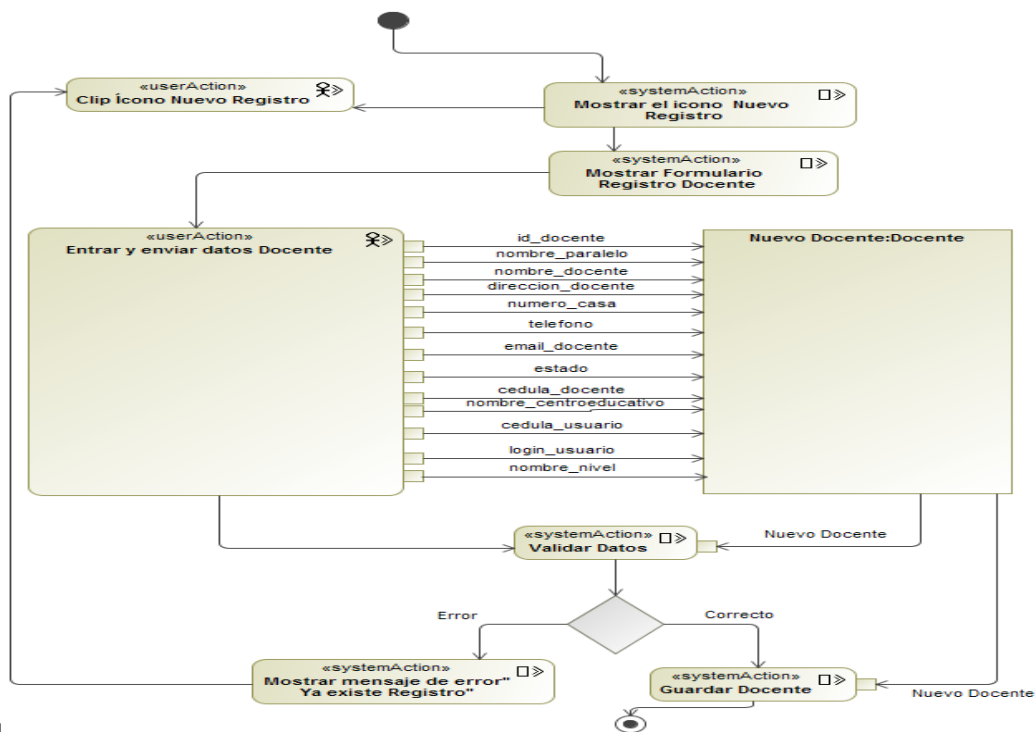 «userAction»
Clip Ícono Nuevo Registro
«systemAction»
Mostrar el icono Nuevo
Registro
«systemAction»
Mostrar Formulario
Registro Docente
«userAction»
Entrar y enviar datos Docente
id_docente
nombre_paralelo
nombre_docente
direccion_docente
numero_casa
telefono
email_docente
estado
cedula_docente
nombre_centroeducativo
cedula_usuario
login_usuario
nombre_nivel
Nuevo Docente:Docente
«systemAction»
Validar Datos
Nuevo Docente
Error
Correcto
«systemAction»
Mostrar mensaje de error"
Ya existe Registro"
«systemAction»
Guardar Docente
Nuevo Docente